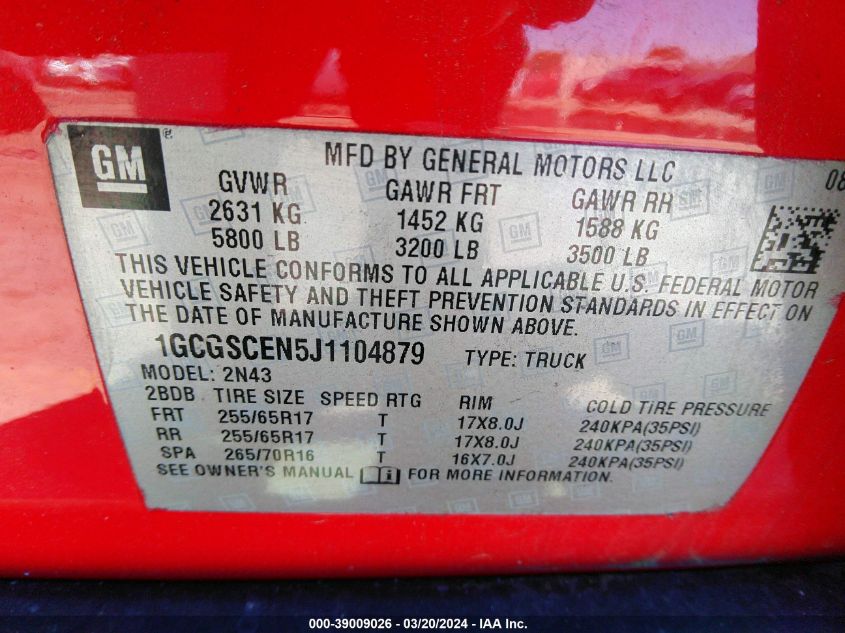 GM ®
MFD BY GENERAL MOTORS LLC
08
GVWR GAWR FRT GAWR RR
2631 KG 1452 KG 1588 KG
5800 LB 3200 LB 3500 LB
THIS VEHICLE CONFORMS TO ALL APPLICABLE U.S. FEDERAL MOTOR
VEHICLE SAFETY AND THEFT PREVENTION STANDARDS IN EFFECT ON
THE DATE OF MANUFACTURE SHOWN ABOVE.
1GCGSCEN5J1104879 TYPE: TRUCK
MODEL: 2N43
2BDB TIRE SIZE SPEED RTG RIM COLD TIRE PRESSURE
FRT 255/65R17 T 17X8.0J 240KPA(35PSI)
RR 255/65R17 T 17X8.0J 240KPA(35PSI)
SPA 265/70R16 T 16X7.0J 240KPA(35PSI)
SEE OWNER'S MANUAL FOR MORE INFORMATION.
000-39009026 - 03/20/2024 - IAA Inc.